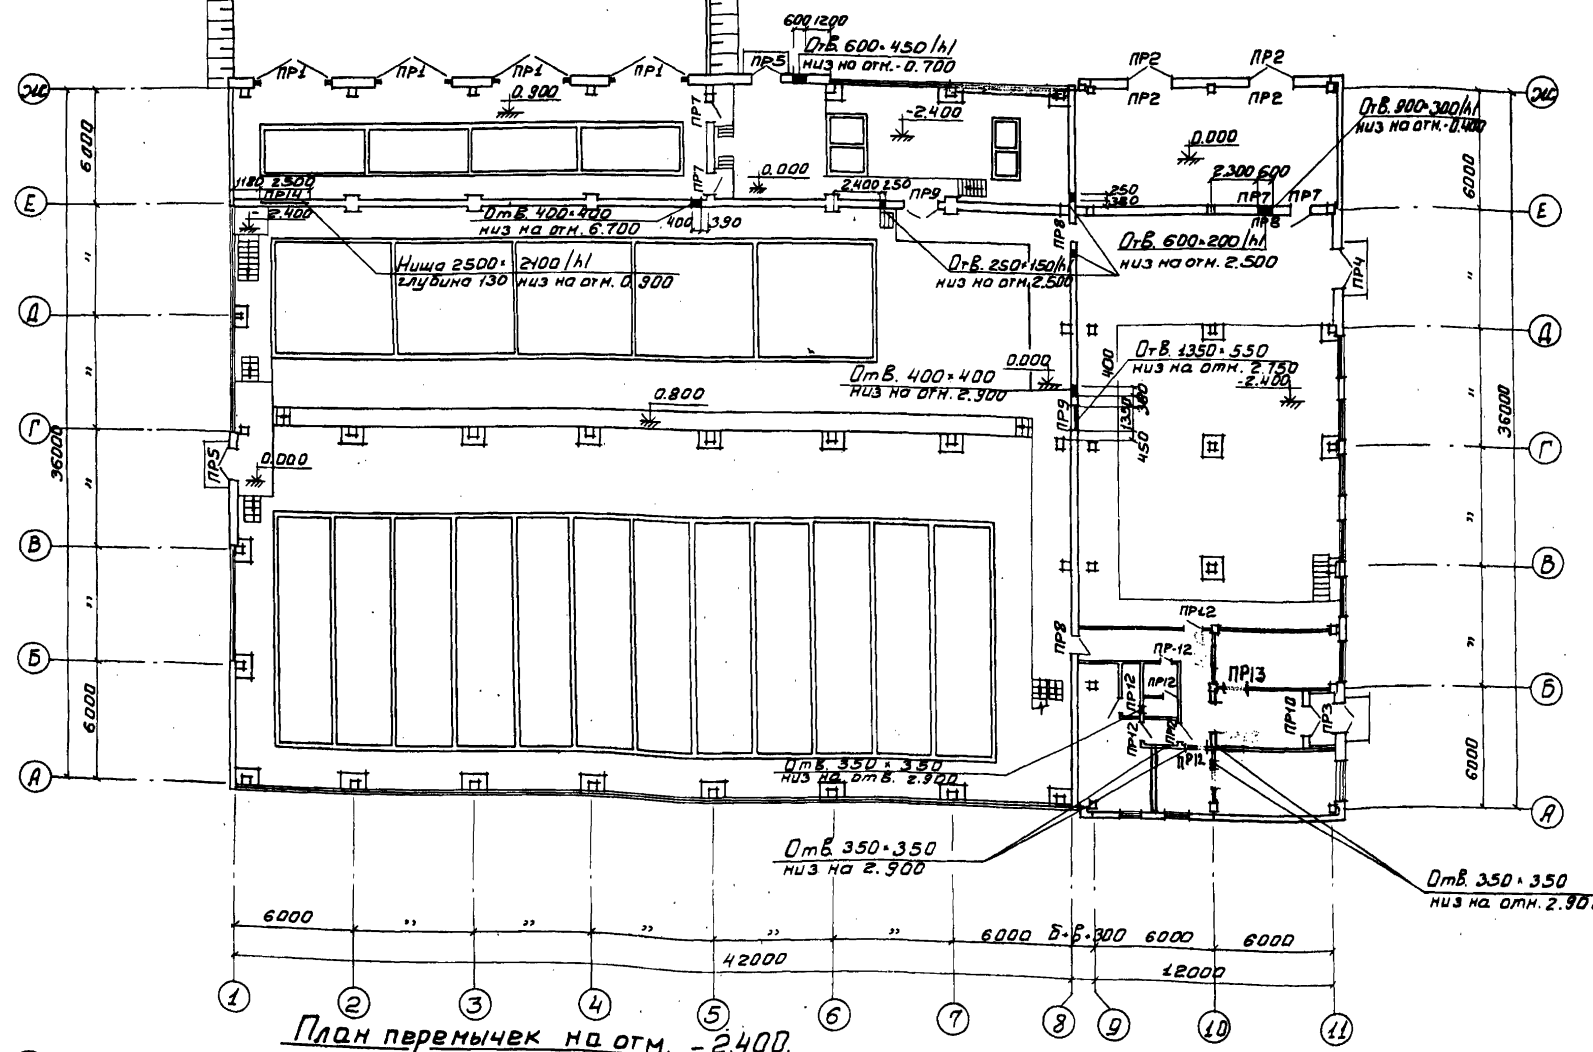 600 1200
Отв. 600×450/h/
низ на отм. -0.700
ПР1
ПР1
ПР1
ПР1
ПР5
ПР2
ПР2
ПР2
ПР2
Ж
Ж
0.900
ПР7
-2.400
Отв. 900×300/h/
низ на отм. -0.400
0.000
6000
6000
1180 2500
ПР14
ПР7
0.000
2400 250
ПР9
250
380
2300 600
ПР7
ПР7
ПР8
Е
Е
-2.400
Отв. 400×400
низ на отм. 6.700
400
390
ПР8
Отв. 600×200/h/
низ на отм. 2.500
Ниша 2500×2400/h/
глубина 130 низ на отм. 0.900
Отв. 250×150/h/
низ на отм. 2.500
ПР4
Д
Д
0.000
400
Отв. 1350×550
низ на отм. 2.750
-2.400
Отв. 400×400
низ на отм. 2.900
0.800
ПР9
1350
380
450
Г
Г
36000
36000
ПР5
0.000
В
В
ПР8
ПР12
ПР-12
ПР13
Б
Б
ПР12
ПР12
ПР10
ПР3
6000
6000
ПР12
ПР12
А
А
Отв. 350×350
низ на отв. 2.900
Отв. 350×350
низ на 2.900
Отв. 350×350
низ на отм. 2.90
6000 " " " " " 6000 Б+В+300 6000 6000
42000
12000
1 2 3 4 5 6 7 8 9 10 11
План перемычек на отм. -2.400.